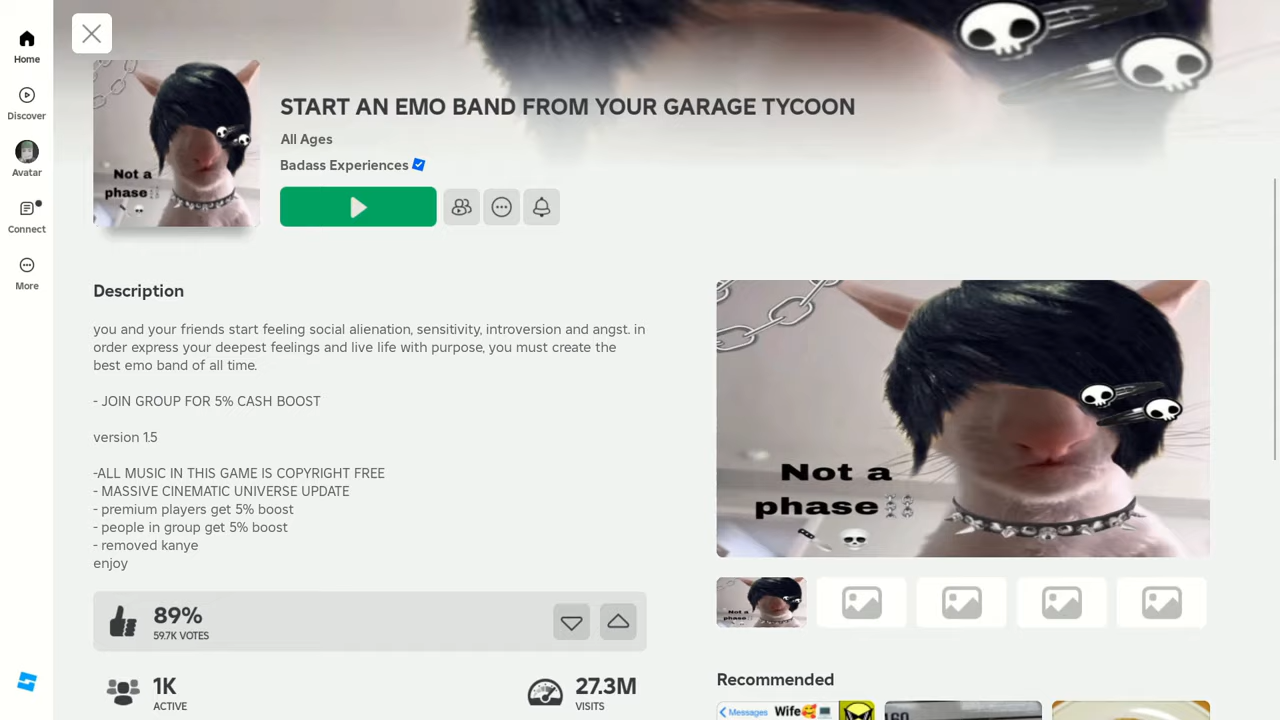 Home
Discover
Avatar
Connect
More
Not a
phase
START AN EMO BAND FROM YOUR GARAGE TYCOON
All Ages
Badass Experiences
Description
you and your friends start feeling social alienation, sensitivity, introversion and angst. in
order express your deepest feelings and live life with purpose, you must create the
best emo band of all time.
- JOIN GROUP FOR 5% CASH BOOST
version 1.5
-ALL MUSIC IN THIS GAME IS COPYRIGHT FREE
- MASSIVE CINEMATIC UNIVERSE UPDATE
- premium players get 5% boost
- people in group get 5% boost
- removed kanye
enjoy
89%
59.7K VOTES
1K
ACTIVE
27.3M
VISITS
Not a
phase
Not a
phase
Recommended
Messages Wife